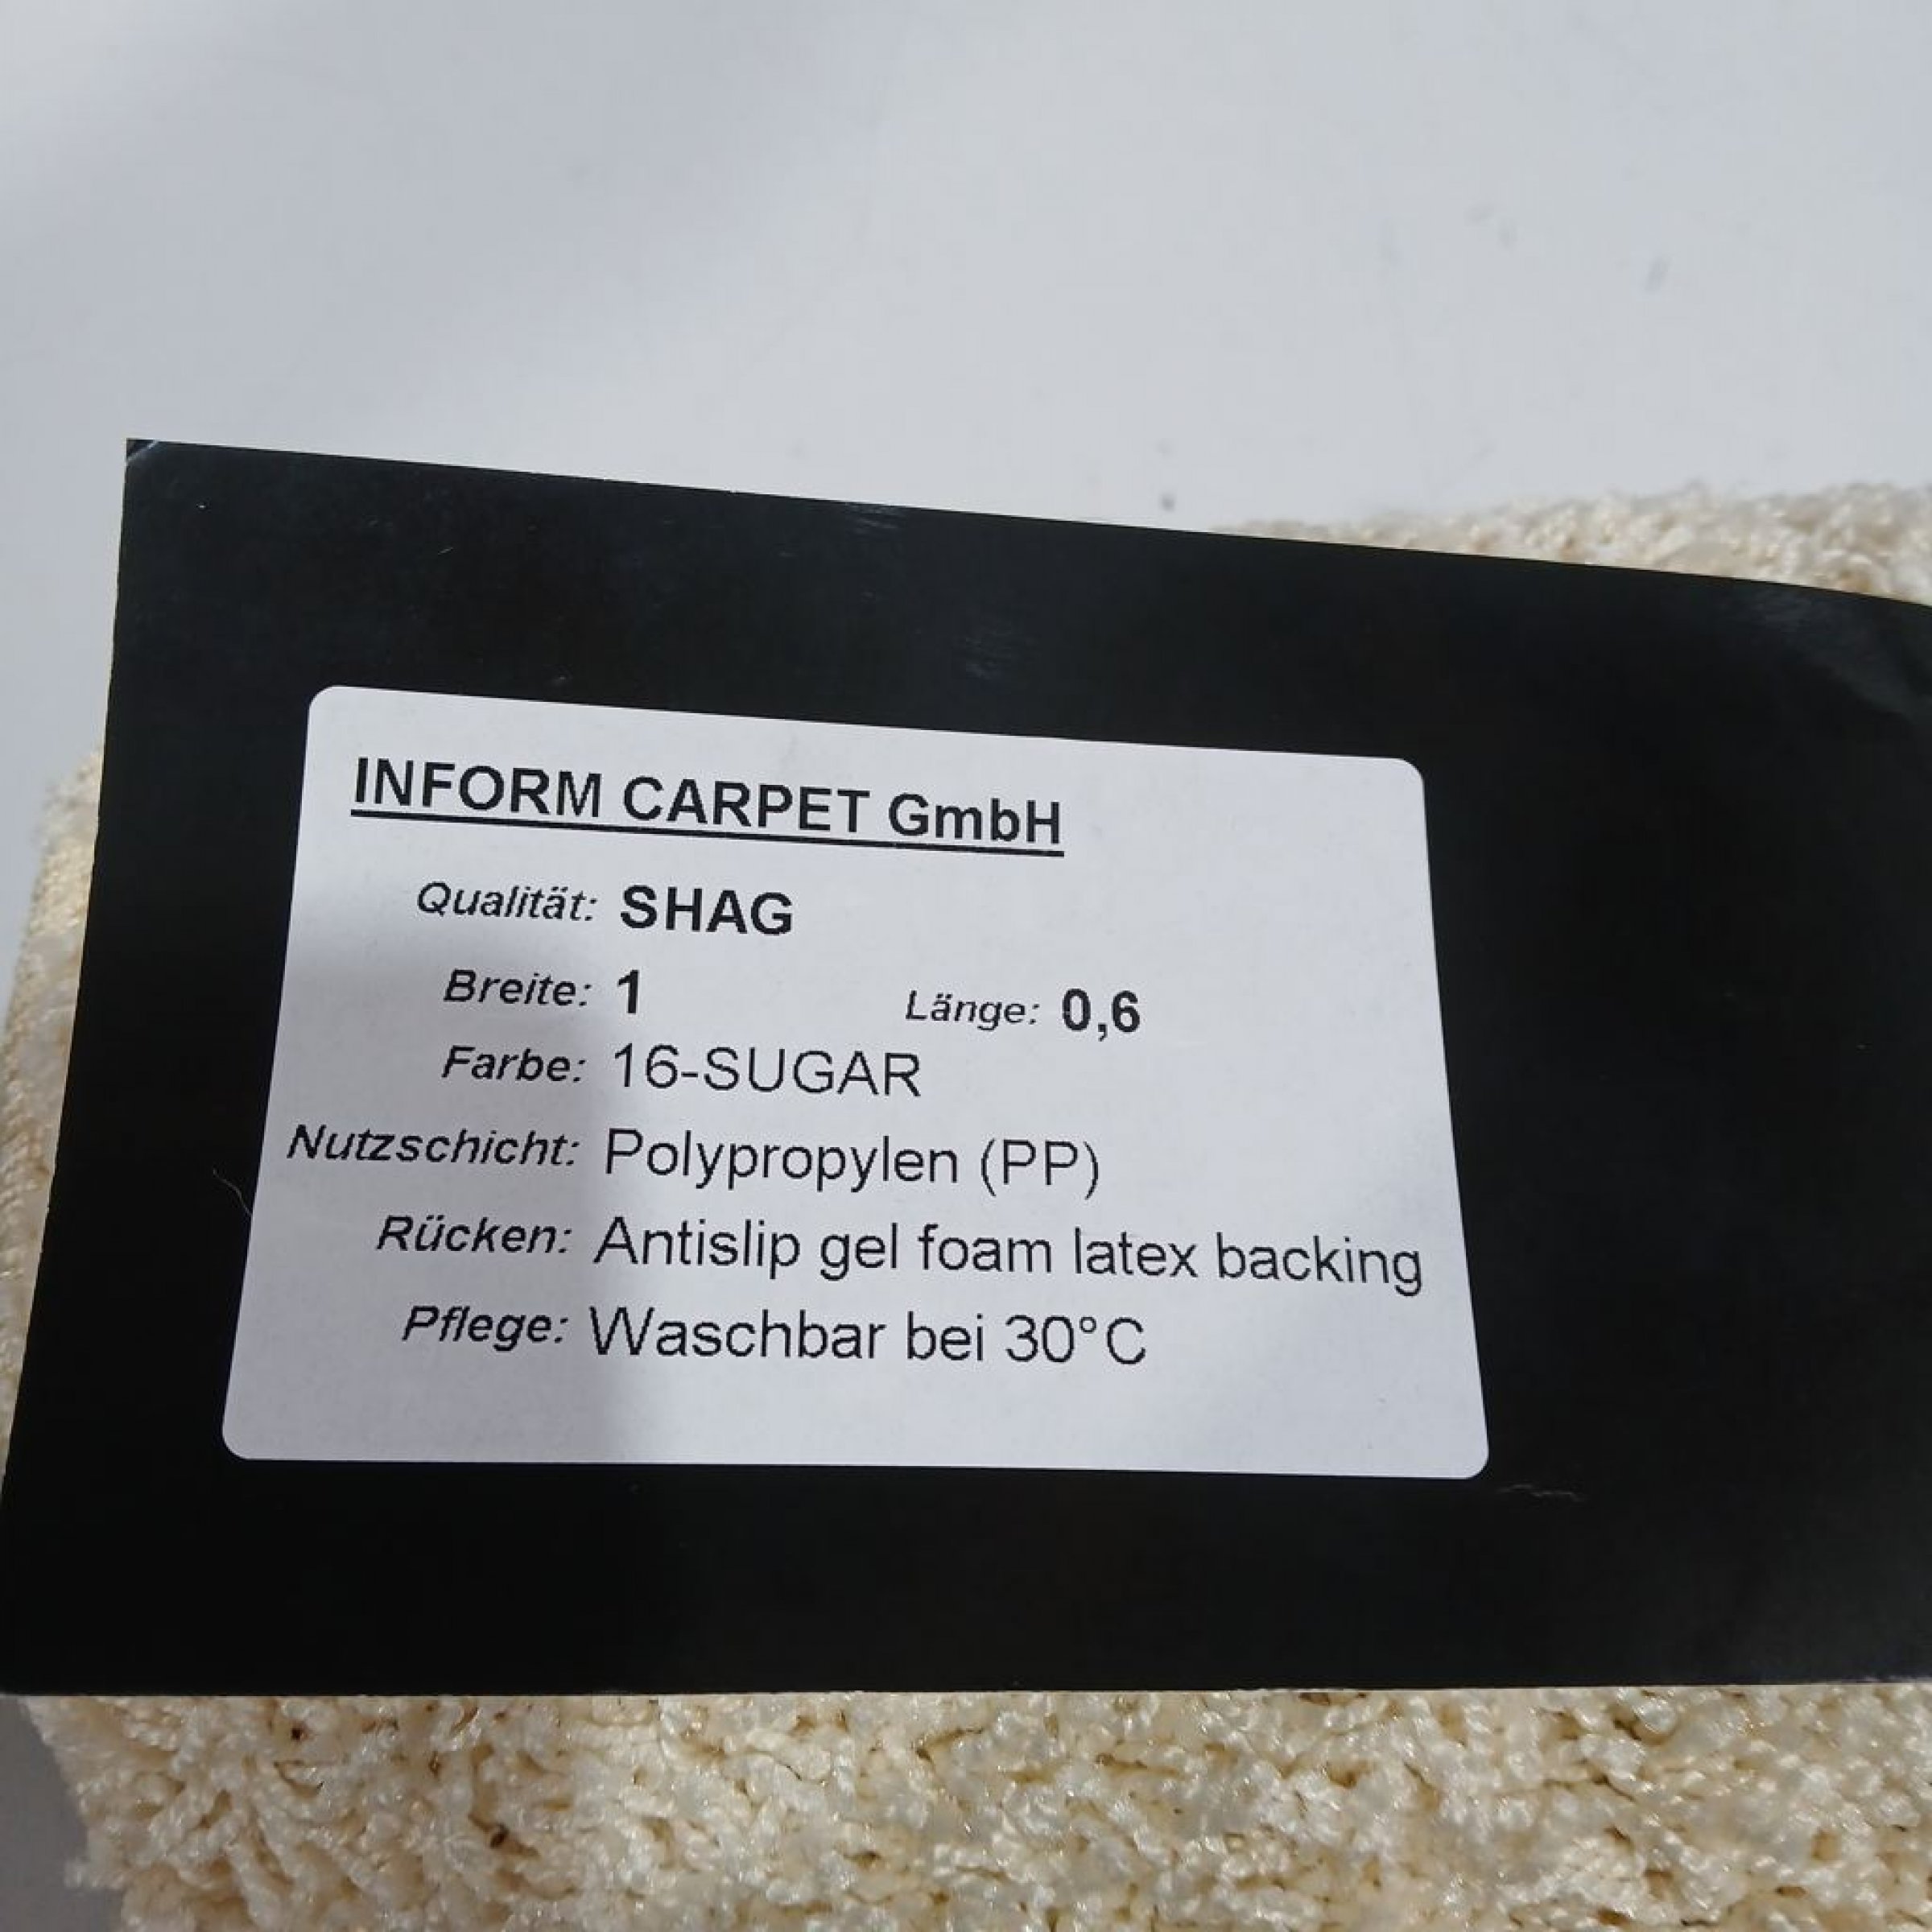 INFORM CARPET GmbH
Qualität: SHAG
Breite: 1 Länge: 0,6
Farbe: 16-SUGAR
Nutzschicht: Polypropylen (PP)
Rücken: Antislip gel foam latex backing
Pflege: Waschbar bei 30°C